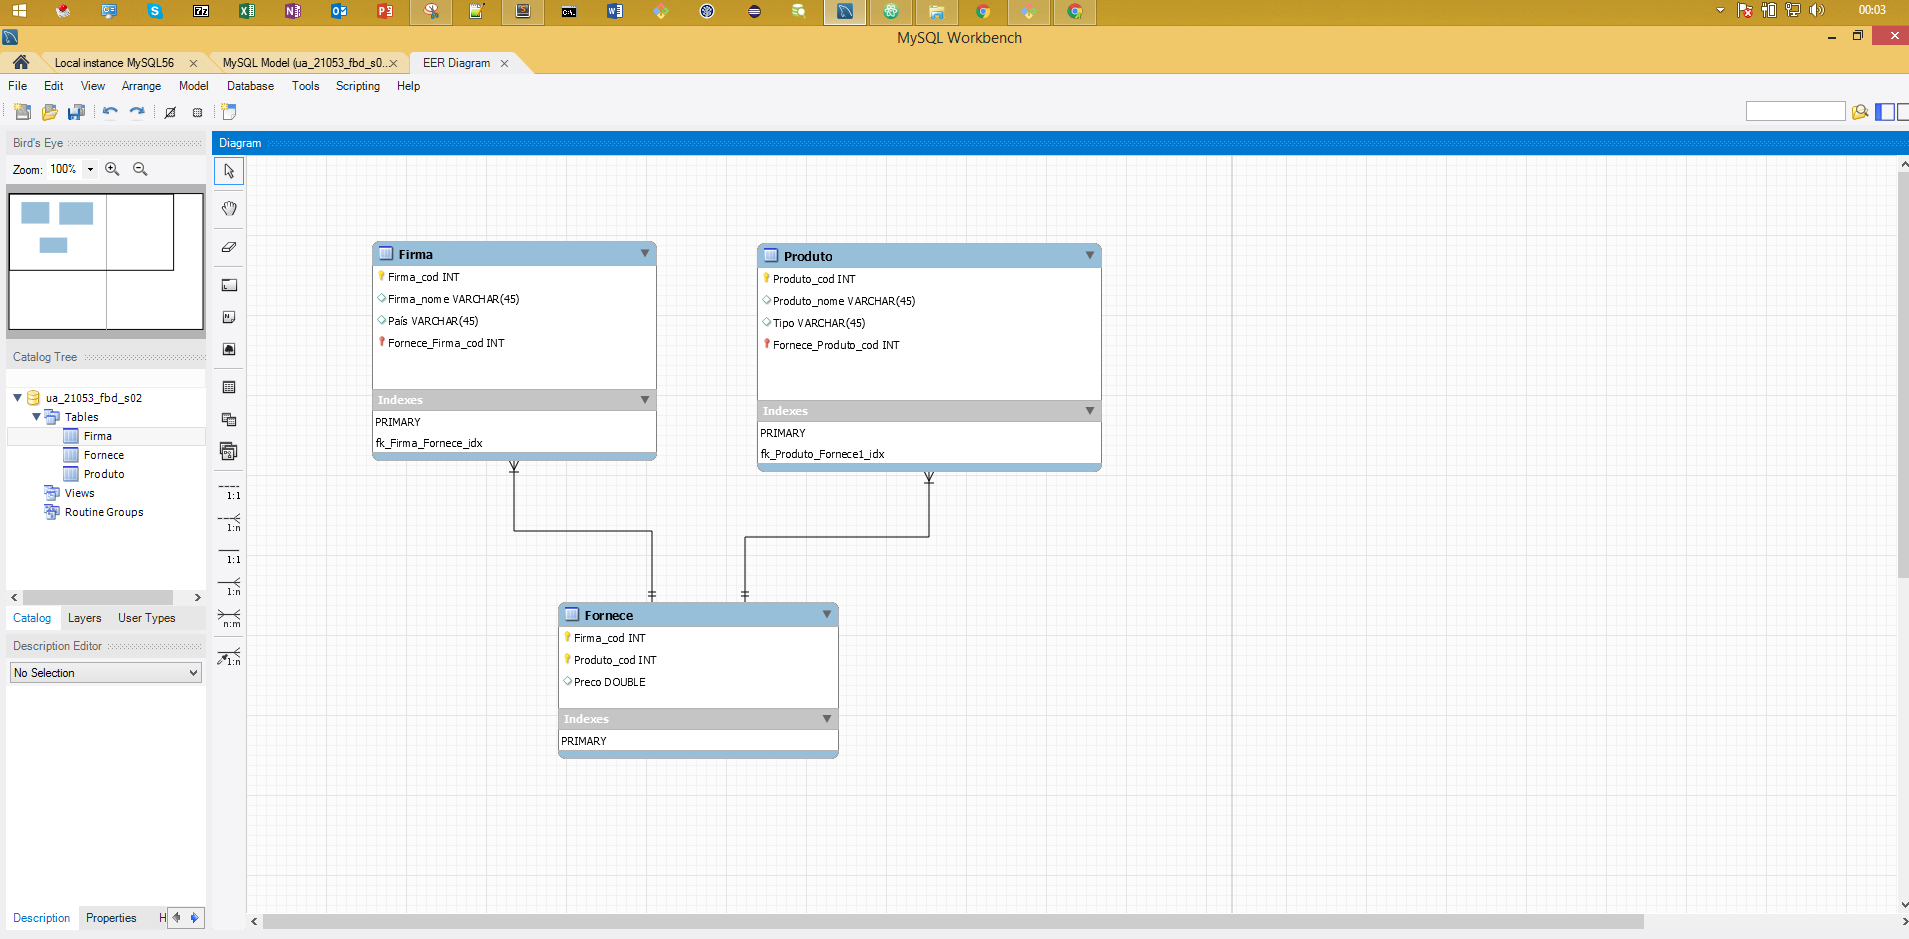 00:03
MySQL Workbench
Local instance MySQL56
MySQL Model (ua_21053_fbd_s0...
EER Diagram
File Edit View Arrange Model Database Tools Scripting Help
Bird's Eye
Diagram
Zoom: 100%
Firma
Firma_cod INT
Firma_nome VARCHAR(45)
País VARCHAR(45)
Fornece_Firma_cod INT
Indexes
PRIMARY
fk_Firma_Fornece_idx
Produto
Produto_cod INT
Produto_nome VARCHAR(45)
Tipo VARCHAR(45)
Fornece_Produto_cod INT
Indexes
PRIMARY
fk_Produto_Fornece1_idx
Fornece
Firma_cod INT
Produto_cod INT
Preco DOUBLE
Indexes
PRIMARY
Catalog Tree
ua_21053_fbd_s02
Tables
Firma
Fornece
Produto
Views
Routine Groups
1:1
1:n
1:1
1:n
n:m
1:n
Catalog Layers User Types
Description Editor
No Selection
Description Properties H